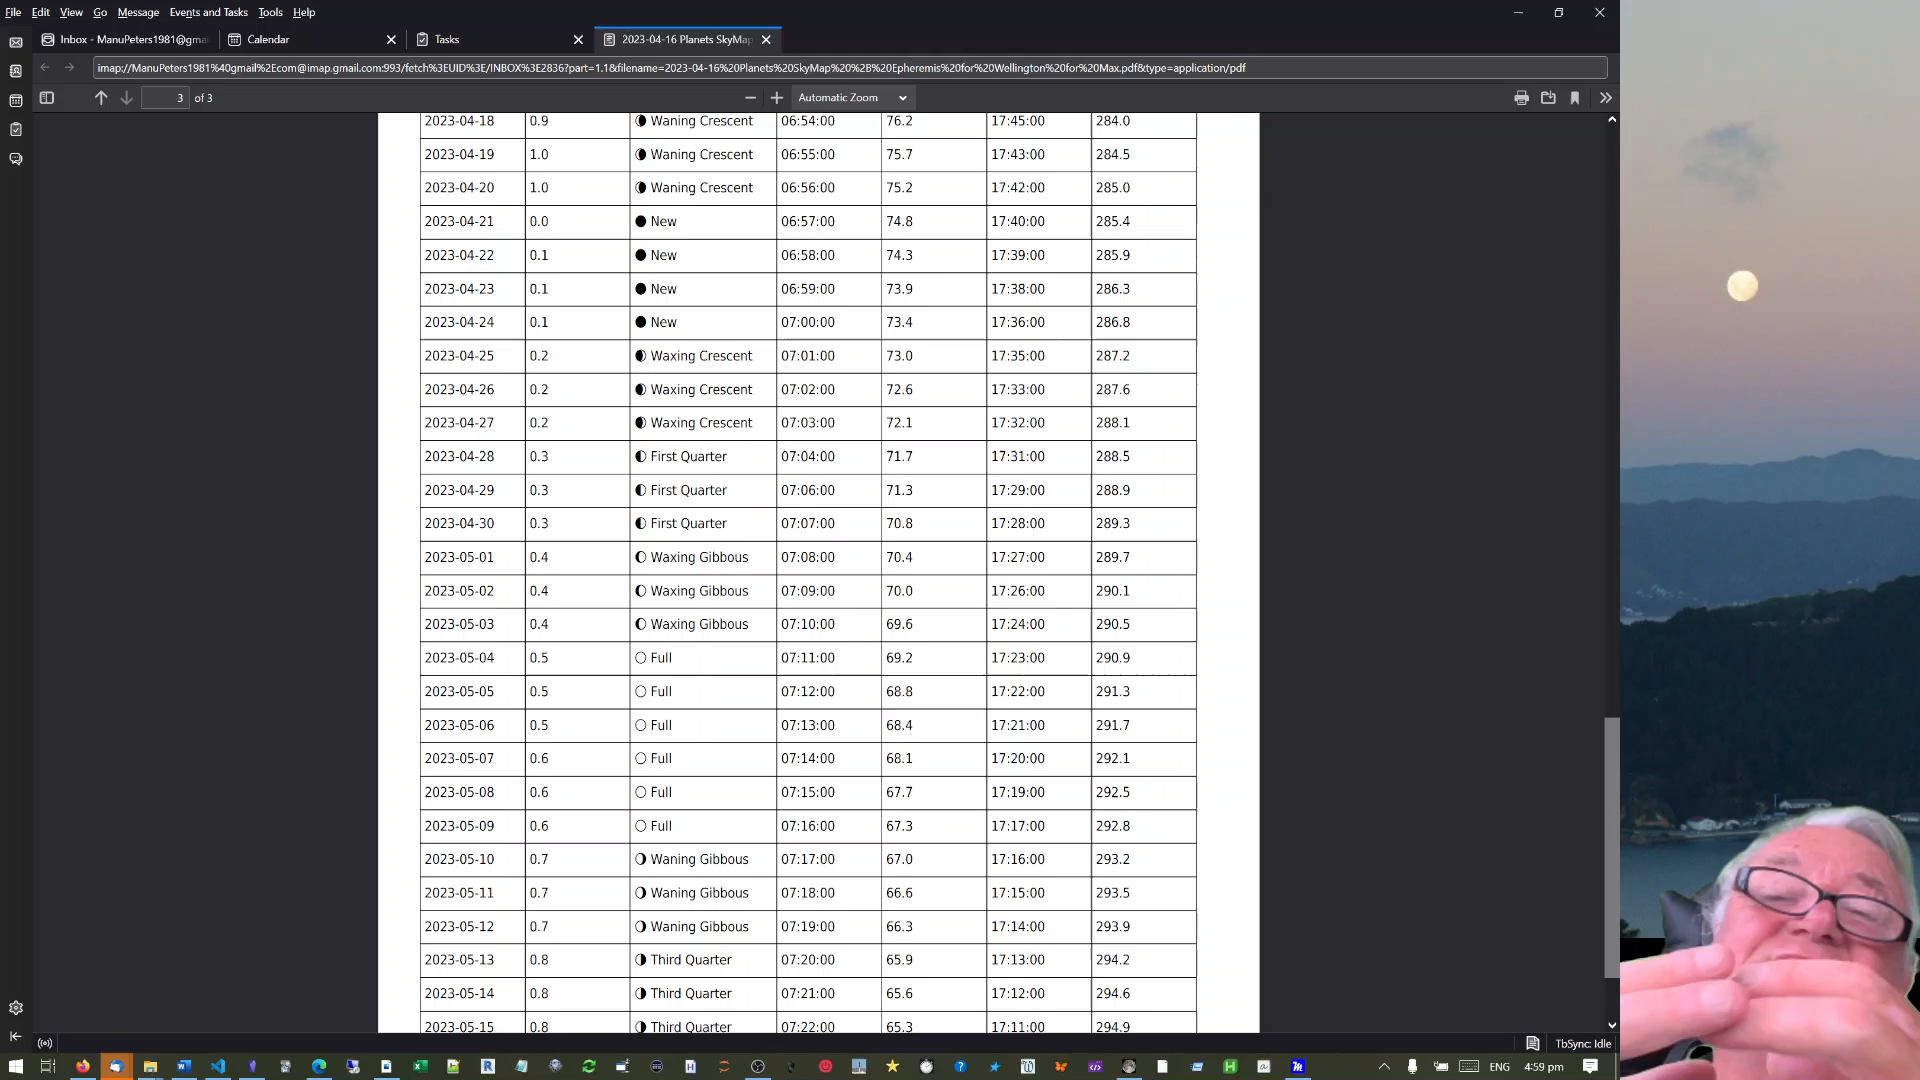 File Edit View Go Message Events and Tasks Tools Help
Inbox - ManuPeters1981@gma Calendar Tasks 2023-04-16 Planets SkyMap
imap://ManuPeters1981%40gmail%2Ecom@imap.gmail.com:993/fetch%3EUID%3E/INBOX%3E2836?part=1.1&filename=2023-04-16%20Planets%20SkyMap%20%2B%20Epheremis%20for%20Wellington%20for%20Max.pdf&type=application/pdf
3 of 3 Automatic Zoom
2023-04-18 0.9 Waning Crescent 06:54:00 76.2 17:45:00 284.0
2023-04-19 1.0 Waning Crescent 06:55:00 75.7 17:43:00 284.5
2023-04-20 1.0 Waning Crescent 06:56:00 75.2 17:42:00 285.0
2023-04-21 0.0 New 06:57:00 74.8 17:40:00 285.4
2023-04-22 0.1 New 06:58:00 74.3 17:39:00 285.9
2023-04-23 0.1 New 06:59:00 73.9 17:38:00 286.3
2023-04-24 0.1 New 07:00:00 73.4 17:36:00 286.8
2023-04-25 0.2 Waxing Crescent 07:01:00 73.0 17:35:00 287.2
2023-04-26 0.2 Waxing Crescent 07:02:00 72.6 17:33:00 287.6
2023-04-27 0.2 Waxing Crescent 07:03:00 72.1 17:32:00 288.1
2023-04-28 0.3 First Quarter 07:04:00 71.7 17:31:00 288.5
2023-04-29 0.3 First Quarter 07:06:00 71.3 17:29:00 288.9
2023-04-30 0.3 First Quarter 07:07:00 70.8 17:28:00 289.3
2023-05-01 0.4 Waxing Gibbous 07:08:00 70.4 17:27:00 289.7
2023-05-02 0.4 Waxing Gibbous 07:09:00 70.0 17:26:00 290.1
2023-05-03 0.4 Waxing Gibbous 07:10:00 69.6 17:24:00 290.5
2023-05-04 0.5 Full 07:11:00 69.2 17:23:00 290.9
2023-05-05 0.5 Full 07:12:00 68.8 17:22:00 291.3
2023-05-06 0.5 Full 07:13:00 68.4 17:21:00 291.7
2023-05-07 0.6 Full 07:14:00 68.1 17:20:00 292.1
2023-05-08 0.6 Full 07:15:00 67.7 17:19:00 292.5
2023-05-09 0.6 Full 07:16:00 67.3 17:17:00 292.8
2023-05-10 0.7 Waning Gibbous 07:17:00 67.0 17:16:00 293.2
2023-05-11 0.7 Waning Gibbous 07:18:00 66.6 17:15:00 293.5
2023-05-12 0.7 Waning Gibbous 07:19:00 66.3 17:14:00 293.9
2023-05-13 0.8 Third Quarter 07:20:00 65.9 17:13:00 294.2
2023-05-14 0.8 Third Quarter 07:21:00 65.6 17:12:00 294.6
2023-05-15 0.8 Third Quarter 07:22:00 65.3 17:11:00 294.9
TbSync: Idle
ENG 4:59 pm